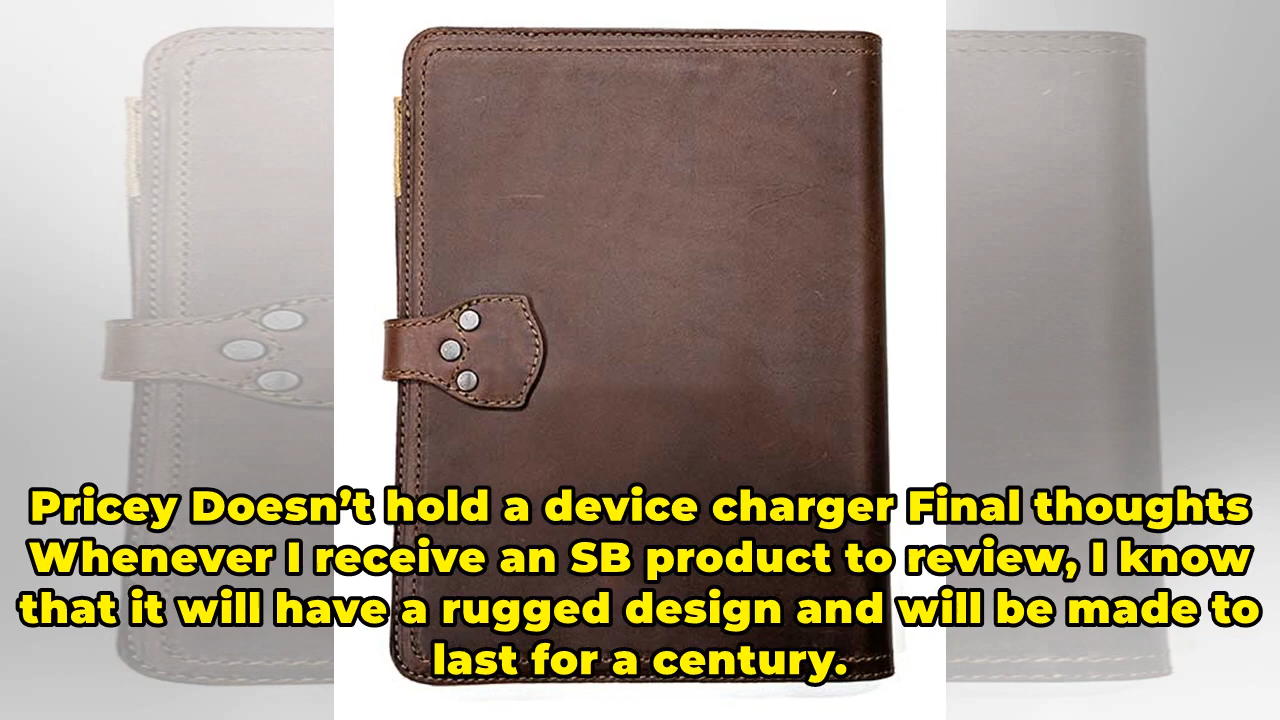 Pricey Doesn’t hold a device charger Final thoughts
Whenever I receive an SB product to review, I know
that it will have a rugged design and will be made to
last for a century.